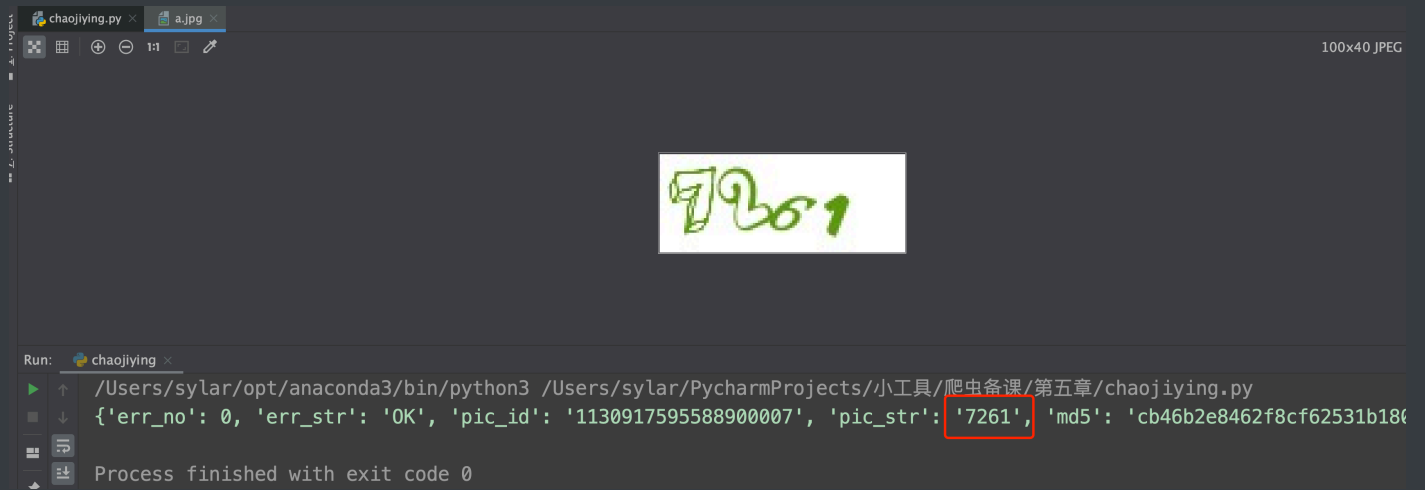 chaojiying.py
a.jpg
1:1
100x40 JPEG
Project
Structure
7261
Run:
chaojiying
/Users/sylar/opt/anaconda3/bin/python3 /Users/sylar/PycharmProjects/小工具/爬虫备课/第五章/chaojiying.py
{'err_no': 0, 'err_str': 'OK', 'pic_id': '1130917595588900007', 'pic_str': '7261', 'md5': 'cb46b2e8462f8cf62531b180
Process finished with exit code 0